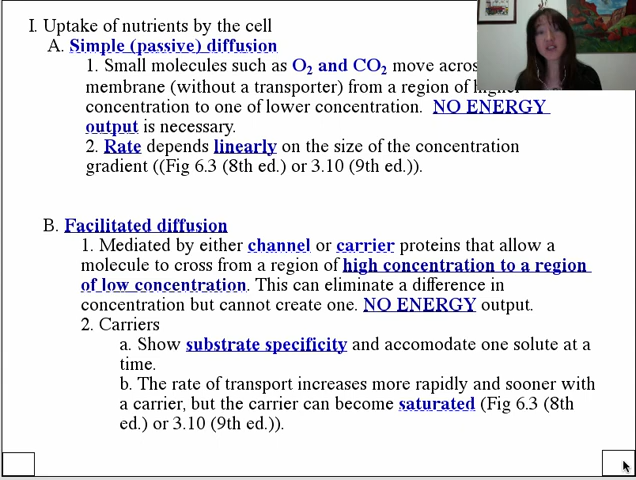 I. Uptake of nutrients by the cell
A. Simple (passive) diffusion
1. Small molecules such as O₂ and CO₂ move
membrane (without a transporter) from a region of higher
concentration to one of lower concentration. NO ENERGY
output is necessary.
2. Rate depends linearly on the size of the concentration
gradient ((Fig 6.3 (8th ed.) or 3.10 (9th ed.)).
B. Facilitated diffusion
1. Mediated by either channel or carrier proteins that allow a
molecule to cross from a region of high concentration to a region
of low concentration. This can eliminate a difference in
concentration but cannot create one. NO ENERGY output.
2. Carriers
a. Show substrate specificity and accomodate one solute at a
time.
b. The rate of transport increases more rapidly and sooner with
a carrier, but the carrier can become saturated (Fig 6.3 (8th
ed.) or 3.10 (9th ed.)).